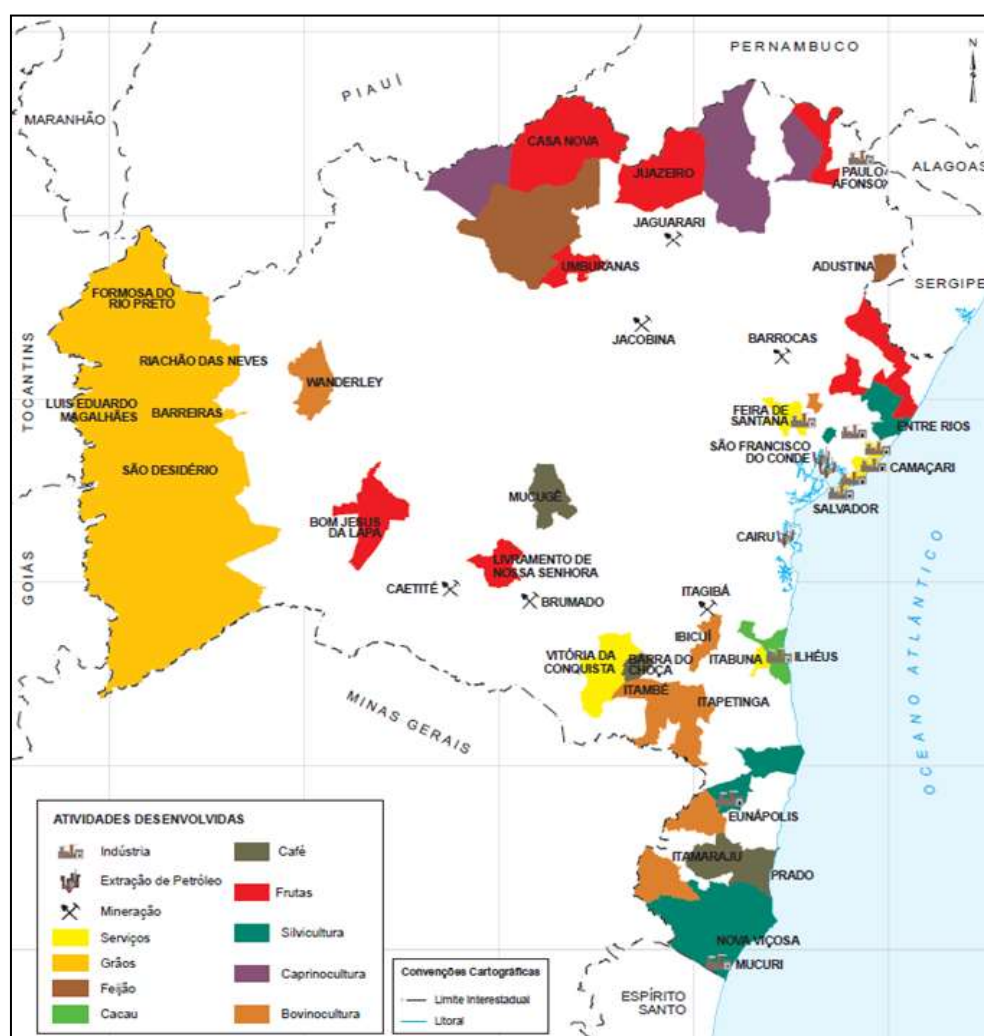 PERNAMBUCO
N
PIAUÍ
MARANHÃO
CASA NOVA
JUAZEIRO
PAULO
AFONSO
ALAGOAS
JAGUARARI
UMBURANAS
ADUSTINA
SERGIPE
FORMOSA DO
RIO PRETO
JACOBINA
BARROCAS
TOCANTINS
RIACHÃO DAS NEVES
WANDERLEY
LUIS EDUARDO
MAGALHÃES
BARREIRAS
FEIRA DE
SANTANA
ENTRE RIOS
SÃO FRANCISCO
DO CONDE
CAMAÇARI
SÃO DESIDÉRIO
MUCUGÊ
SALVADOR
BOM JESUS
DA LAPA
CAIRU
GOIÁS
LIVRAMENTO DE
NOSSA SENHORA
CAETITÉ
BRUMADO
ITAGIBÁ
OCEANO ATLÂNTICO
IBICUÍ
VITÓRIA DA
CONQUISTA
BARRA DO
CHOÇA
ITABUNA
ILHÉUS
ITAMBÉ
ITAPETINGA
MINAS GERAIS
EUNÁPOLIS
ITAMARAJU
PRADO
NOVA VIÇOSA
MUCURI
ESPÍRITO
SANTO
ATIVIDADES DESENVOLVIDAS
Indústria
Extração de Petróleo
Mineração
Serviços
Grãos
Feijão
Cacau
Café
Frutas
Silvicultura
Caprinocultura
Bovinocultura
Convenções Cartográficas
Limite Interestadual
Litoral